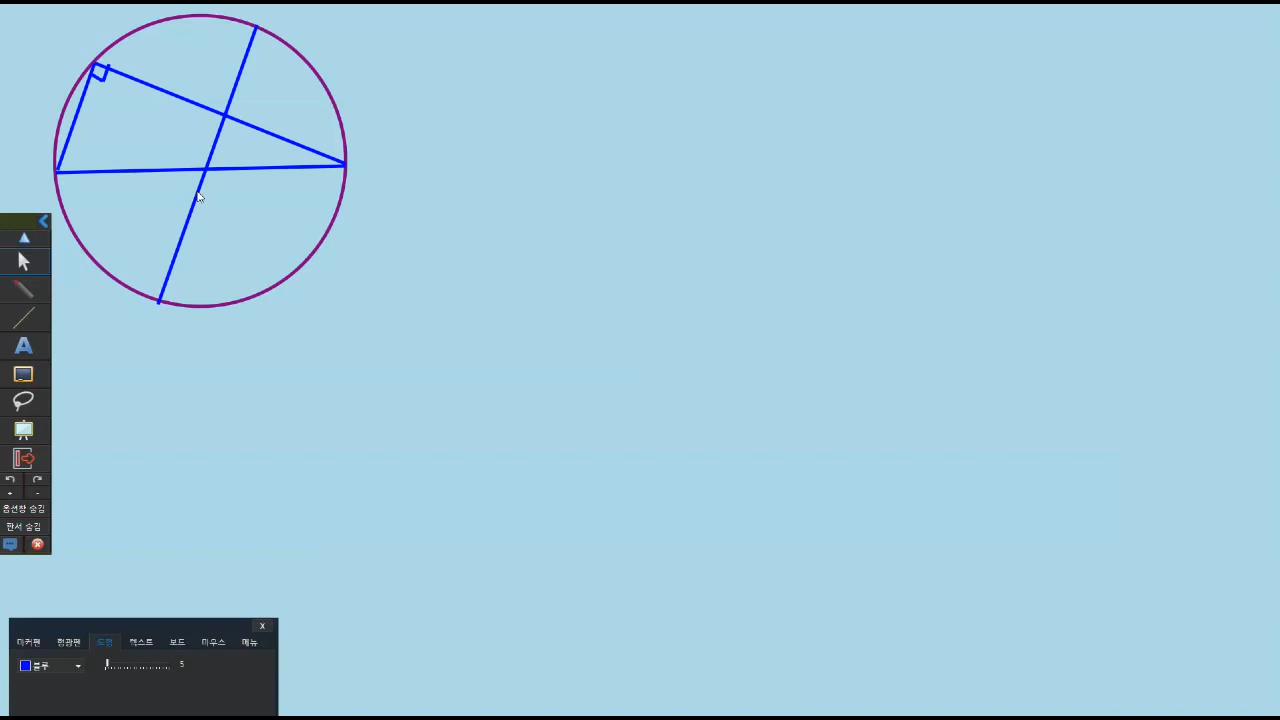 A
+ -
옵션창 숨김
판서 숨김
X
마커펜 형광펜 도형 텍스트 보드 마우스 메뉴
블루 5